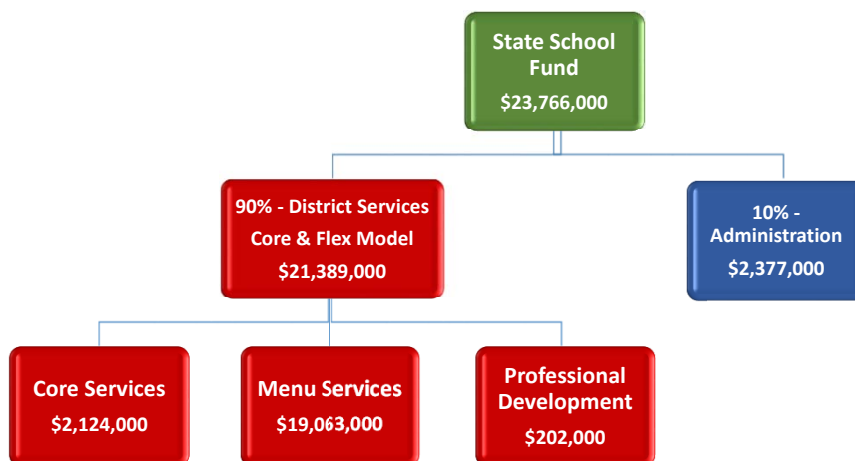 State School
Fund
$23,766,000
90% - District Services
Core & Flex Model
$21,389,000
10% -
Administration
$2,377,000
Core Services
$2,124,000
Menu Services
$19,063,000
Professional
Development
$202,000